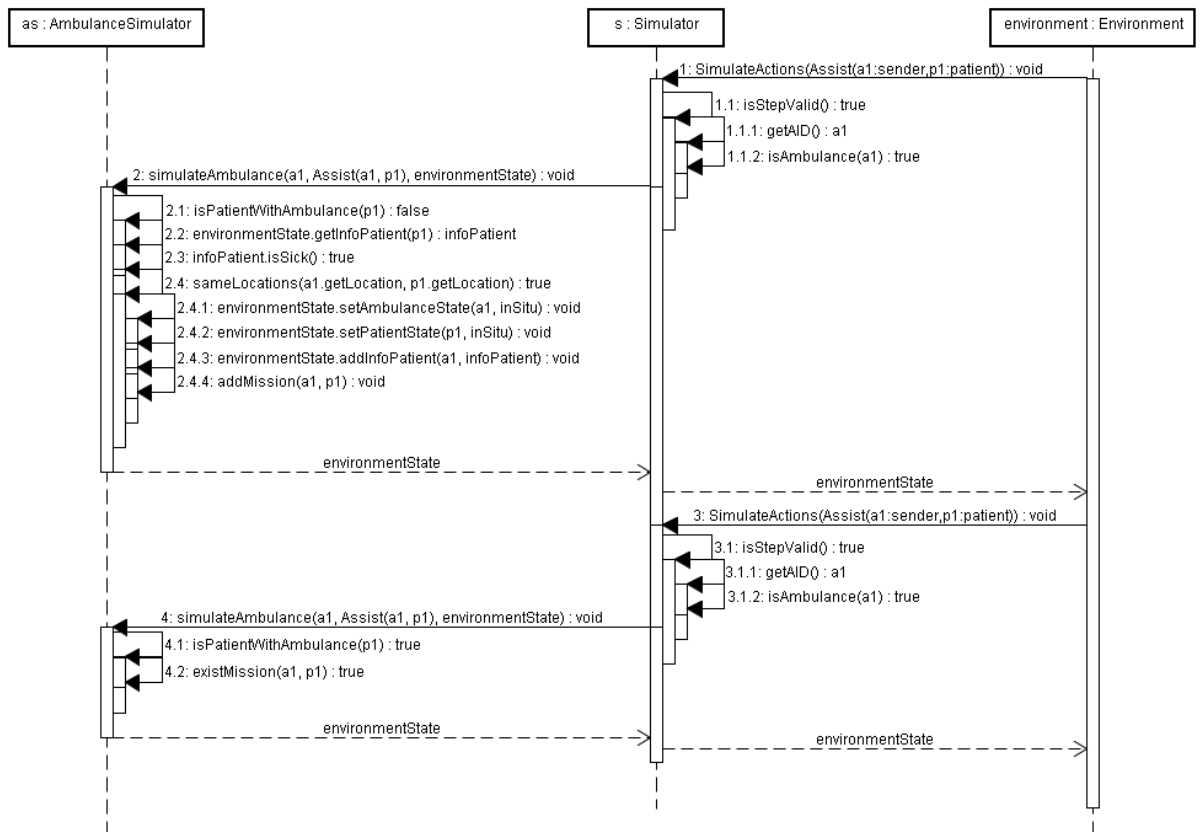 as : AmbulanceSimulator
s : Simulator
environment : Environment
1: SimulateActions(Assist(a1:sender,p1:patient)) : void
1.1: isStepValid() : true
1.1.1: getAID() : a1
1.1.2: isAmbulance(a1) : true
2: simulateAmbulance(a1, Assist(a1, p1), environmentState) : void
2.1: isPatientWithAmbulance(p1) : false
2.2: environmentState.getInfoPatient(p1) : infoPatient
2.3: infoPatient.isSick() : true
2.4: sameLocations(a1.getLocation, p1.getLocation) : true
2.4.1: environmentState.setAmbulanceState(a1, inSitu) : void
2.4.2: environmentState.setPatientState(p1, inSitu) : void
2.4.3: environmentState.addInfoPatient(a1, infoPatient) : void
2.4.4: addMission(a1, p1) : void
environmentState
environmentState
3: SimulateActions(Assist(a1:sender,p1:patient)) : void
3.1: isStepValid() : true
3.1.1: getAID() : a1
3.1.2: isAmbulance(a1) : true
4: simulateAmbulance(a1, Assist(a1, p1), environmentState) : void
4.1: isPatientWithAmbulance(p1) : true
4.2: existMission(a1, p1) : true
environmentState
environmentState